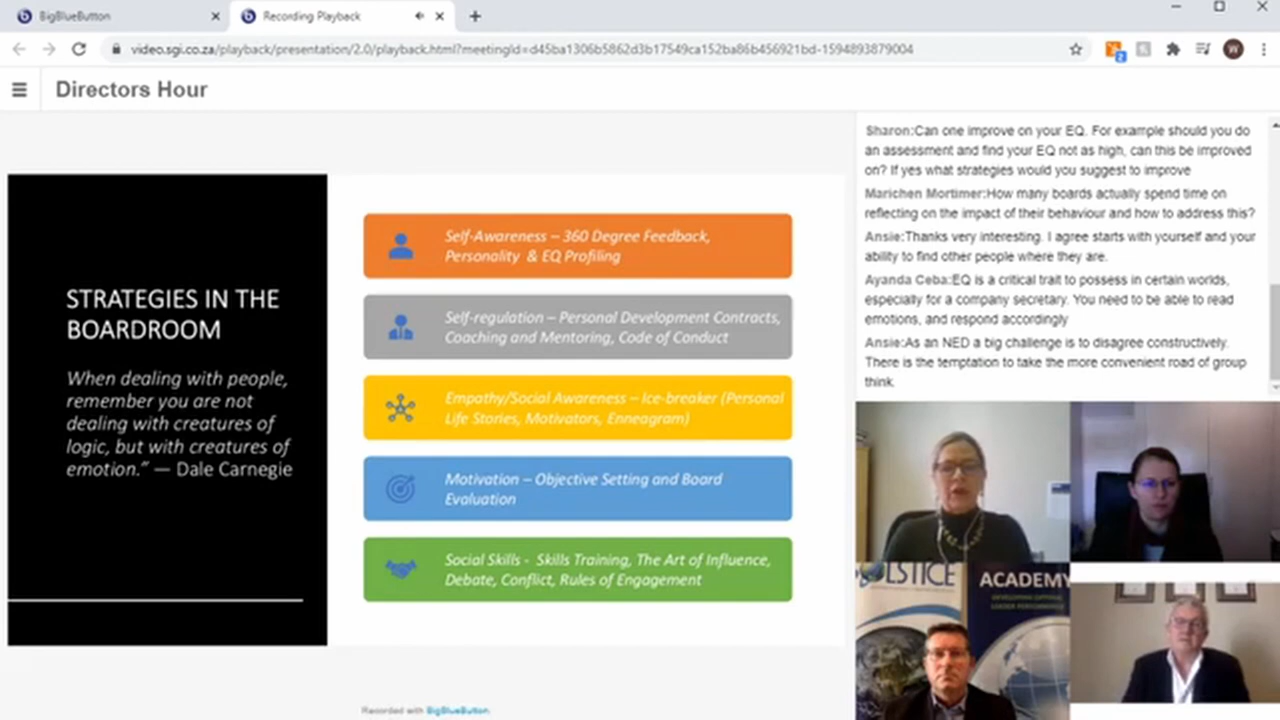 BigBlueButton
Recording Playback
video.sgi.co.za/playback/presentation/2.0/playback.html?meetingId=d45ba1306b5862d3b17549ca152ba86b456921bd-1594893879004
2
W
Directors Hour
STRATEGIES IN THE
BOARDROOM
When dealing with people,
remember you are not
dealing with creatures of
logic, but with creatures of
emotion.” — Dale Carnegie
Self-Awareness – 360 Degree Feedback,
Personality & EQ Profiling
Self-regulation – Personal Development Contracts,
Coaching and Mentoring, Code of Conduct
Empathy/Social Awareness – Ice-breaker (Personal
Life Stories, Motivators, Enneagram)
Motivation – Objective Setting and Board
Evaluation
Social Skills - Skills Training, The Art of Influence,
Debate, Conflict, Rules of Engagement
Recorded with BigBlueButton
Sharon:Can one improve on your EQ. For example should you do
an assessment and find your EQ not as high, can this be improved
on? If yes what strategies would you suggest to improve
Marichen Mortimer:How many boards actually spend time on
reflecting on the impact of their behaviour and how to address this?
Ansie:Thanks very interesting. I agree starts with yourself and your
ability to find other people where they are.
Ayanda Ceba:EQ is a critical trait to possess in certain worlds,
especially for a company secretary. You need to be able to read
emotions, and respond accordingly
Ansie:As an NED a big challenge is to disagree constructively.
There is the temptation to take the more convenient road of group
think.
OLSTICE
ACADEMY